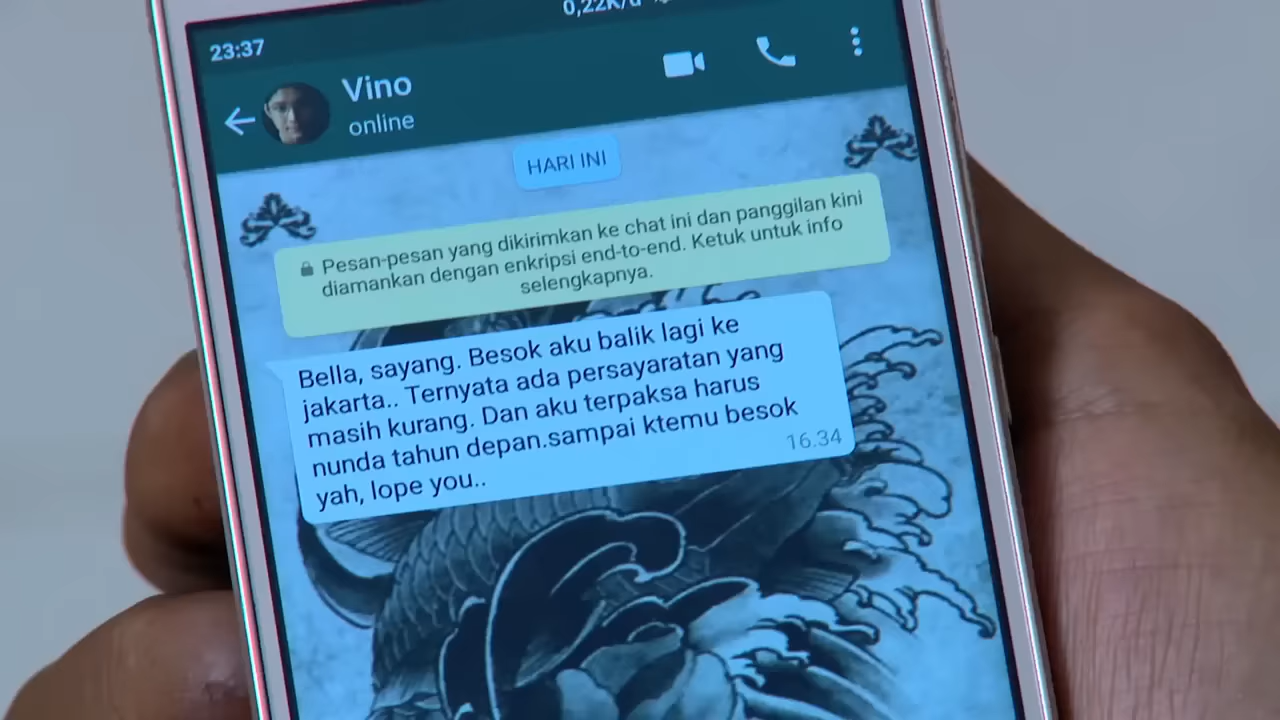 23:37
Vino
online
HARI INI
Pesan-pesan yang dikirimkan ke chat ini dan panggilan kini
diamankan dengan enkripsi end-to-end. Ketuk untuk info
selengkapnya.
Bella, sayang. Besok aku balik lagi ke
jakarta.. Ternyata ada persayaratan yang
masih kurang. Dan aku terpaksa harus
nunda tahun depan.sampai ktemu besok
yah, lope you..
16.34